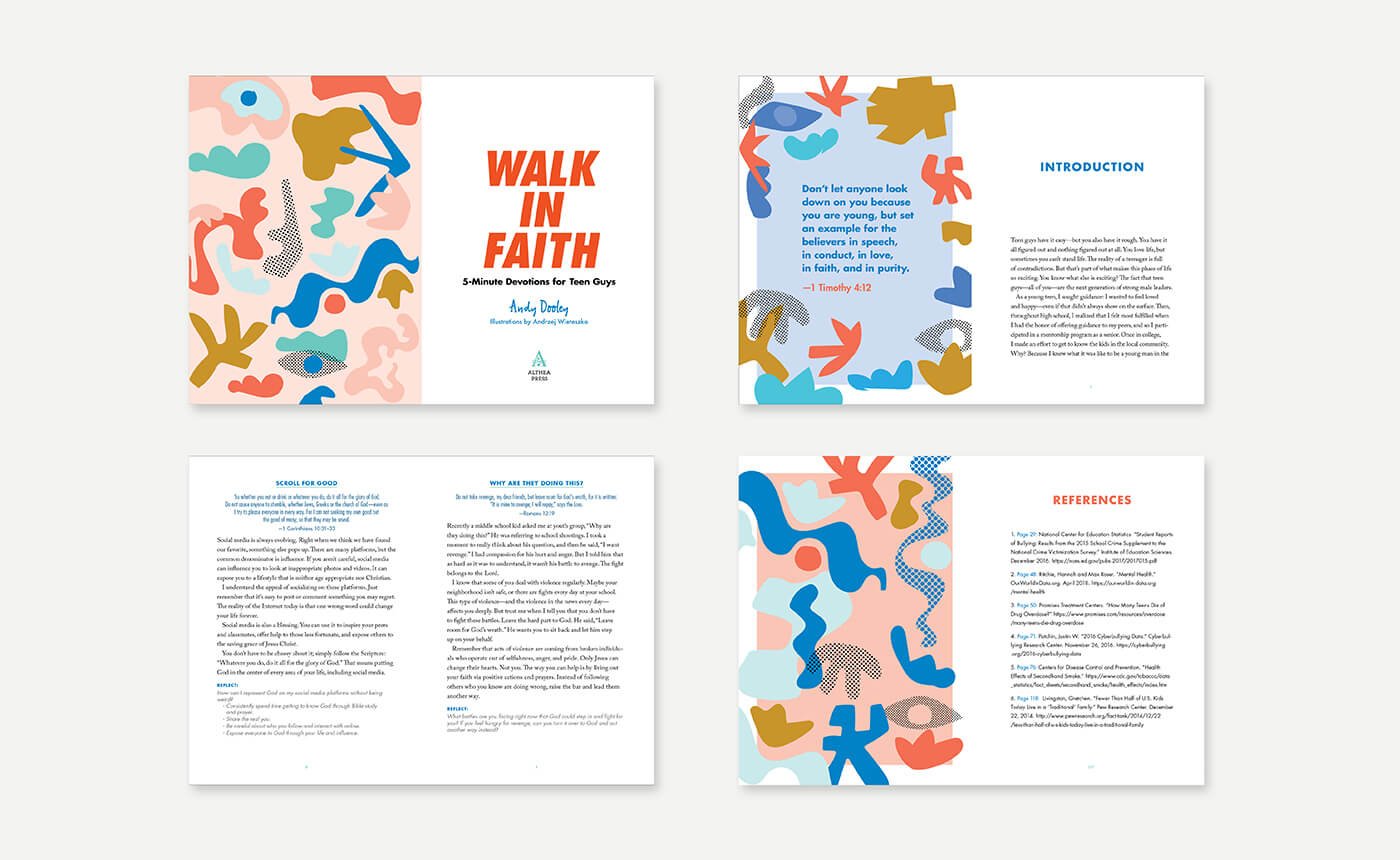 WALK
IN
FAITH
5-Minute Devotions for Teen Guys
Andy Dooley
Illustrations by Andrzej Wieteszka
ALTHEA
PRESS
Don't let anyone look
down on you because
you are young, but set
an example for the
believers in speech,
in conduct, in love,
in faith, and in purity.
—1 Timothy 4:12
INTRODUCTION
Teen guys have it easy—but you also have it rough. You have it
all figured out and nothing figured out at all. You love life, but
sometimes you can't stand life. The reality of a teenager is full
of contradictions. But that's part of what makes this phase of life
so exciting. You know what else is exciting? The fact that teen
guys—all of you—are the next generation of strong male leaders.
As a young teen, I sought guidance: I wanted to feel loved
and happy—even if that didn't always show on the surface. Then,
throughout high school, I realized that I felt most fulfilled when
I had the honor of offering guidance to my peers, and so I parti-
cipated in a mentorship program as a senior. Once in college,
I made an effort to get to know the kids in the local community.
Why? Because I know what it was like to be a young man in the
SCROLL FOR GOOD
So whether you eat or drink or whatever you do, do it all for the glory of God.
Do not cause anyone to stumble, whether Jews, Greeks or the church of God—even as
I try to please everyone in every way. For I am not seeking my own good but
the good of many, so that they may be saved.
—1 Corinthians 10:31–33
Social media is always evolving. Right when we think we have found
our favorite, something else pops up. There are many platforms, but the
common denominator is influence. If you aren't careful, social media
can influence you to look at inappropriate photos and videos. It can
expose you to a lifestyle that is neither age appropriate nor Christian.
I understand the appeal of socializing on these platforms. Just
remember that it's easy to post or comment something you may regret.
The reality of the Internet today is that one wrong word could change
your life forever.
Social media is also a blessing. You can use it to inspire your peers
and classmates, offer help to those less fortunate, and expose others to
the saving grace of Jesus Christ.
You don't have to be cheesy about it; simply follow the Scripture:
"Whatever you do, do it all for the glory of God." That means putting
God in the center of every area of your life, including social media.
REFLECT:
How can I represent God on my social media platforms without being
weird?
- Consistently spend time getting to know God through Bible study
and prayer.
- Share the real you.
- Be careful about who you follow and interact with online.
- Expose everyone to God through your life and influence.
WHY ARE THEY DOING THIS?
Do not take revenge, my dear friends, but leave room for God's wrath, for it is written:
"It is mine to avenge; I will repay," says the Lord.
—Romans 12:19
Recently a middle school kid asked me at youth group, "Why are
they doing this?" He was referring to school shootings. I took a
moment to really think about his question, and then he said, "I want
revenge." I had compassion for his hurt and anger. But I told him that
as hard as it was to understand, it wasn't his battle to avenge. The fight
belongs to the Lord.
I know that some of you deal with violence regularly. Maybe your
neighborhood isn't safe, or there are fights every day at your school.
This type of violence—and the violence in the news every day—
affects you deeply. But trust me when I tell you that you don't have
to fight these battles. Leave the hard part to God. He said, "Leave
room for God's wrath." He wants you to sit back and let him step
up on your behalf.
Remember that acts of violence are coming from broken individu-
als who operate out of selfishness, anger, and pride. Only Jesus can
change their hearts. Not you. The way you can help is by living out
your faith via positive actions and prayers. Instead of following
others who you know are doing wrong, raise the bar and lead them
another way.
REFLECT:
What battles are you facing right now that God could step in and fight for
you? If you feel hungry for revenge, can you turn it over to God and act
another way instead?
REFERENCES
1. Page 29: National Center for Education Statistics. "Student Reports
of Bullying: Results From the 2015 School Crime Supplement to the
National Crime Victimization Survey." Institute of Education Sciences.
December 2016. https://nces.ed.gov/pubs2017/2017015.pdf
2. Page 48: Ritchie, Hannah and Max Roser. "Mental Health."
OurWorldInData.org. April 2018. https://ourworldindata.org
/mental-health
3. Page 50: Promises Treatment Centers. "How Many Teens Die of
Drug Overdose?" https://www.promises.com/resources/overdose
/many-teens-die-drug-overdose
4. Page 71: Patchin, Justin W. "2016 Cyberbullying Data." Cyberbul-
lying Research Center. November 26, 2016. https://cyberbullying
.org/2016-cyberbullying-data
5. Page 76: Centers for Disease Control and Prevention. "Health
Effects of Secondhand Smoke." https://www.cdc.gov/tobacco/data
_statistics/fact_sheets/secondhand_smoke/health_effects/index.htm
6. Page 118: Livingston, Gretchen. "Fewer Than Half of U.S. Kids
Today Live in a 'Traditional' Family." Pew Research Center. December
22, 2014. http://www.pewresearch.org/fact-tank/2014/12/22
/less-than-half-of-u-s-kids-today-live-in-a-traditional-family